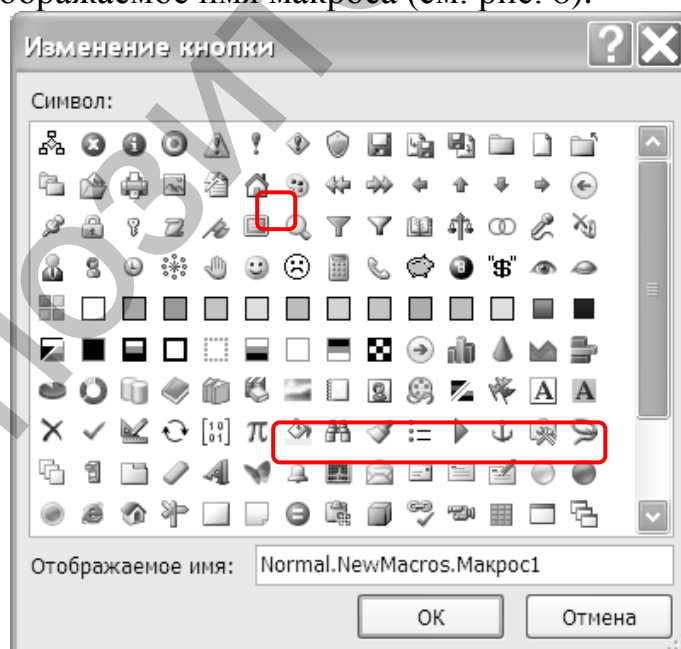 ображаемое имя макроса (см. рис. 8).
Изменение кнопки
Символ:
Отображаемое имя:
Normal.NewMacros.Макрос1
ОК
Отмена